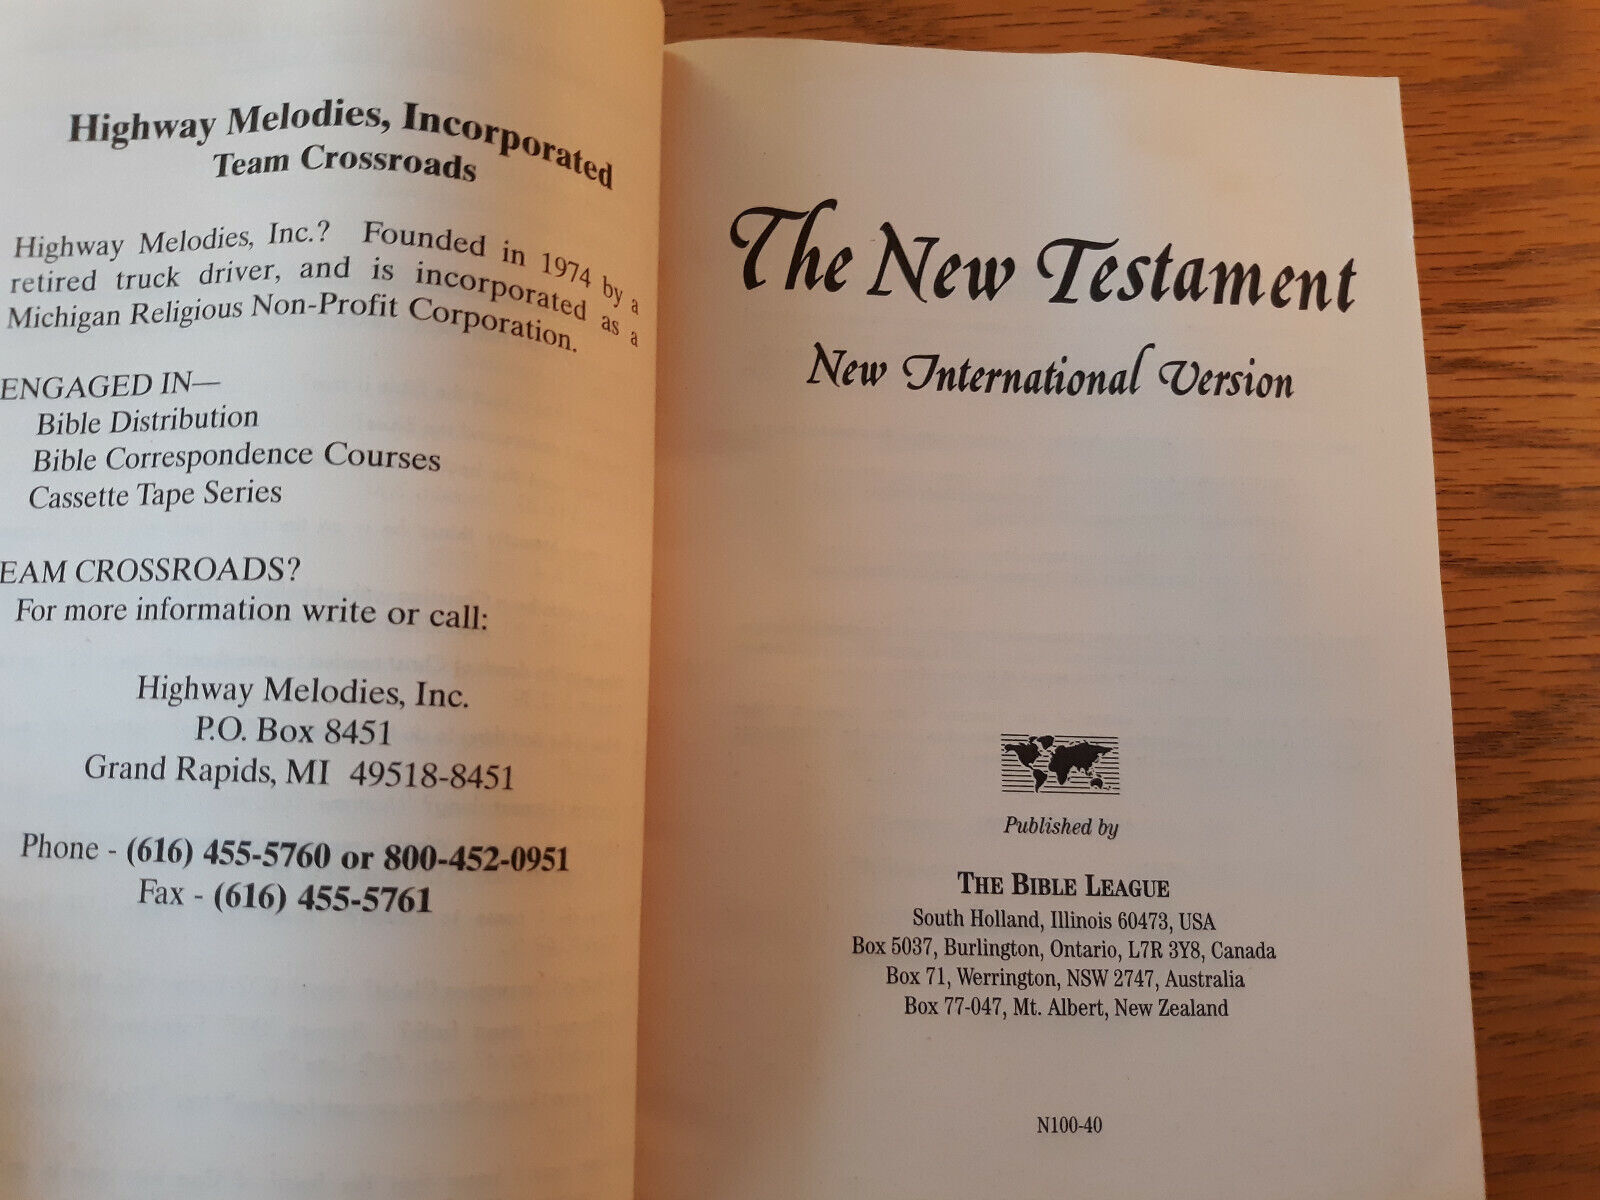 Highway Melodies, Incorporated
Team Crossroads
Highway Melodies, Inc.? Founded in 1974 by a
retired truck driver, and is incorporated as a
Michigan Religious Non-Profit Corporation.
ENGAGED IN—
Bible Distribution
Bible Correspondence Courses
Cassette Tape Series
EAM CROSSROADS?
For more information write or call:
Highway Melodies, Inc.
P.O. Box 8451
Grand Rapids, MI 49518-8451
Phone - (616) 455-5760 or 800-452-0951
Fax - (616) 455-5761
The New Testament
New International Version
Published by
THE BIBLE LEAGUE
South Holland, Illinois 60473, USA
Box 5037, Burlington, Ontario, L7R 3Y8, Canada
Box 71, Werrington, NSW 2747, Australia
Box 77-047, Mt. Albert, New Zealand
N100-40